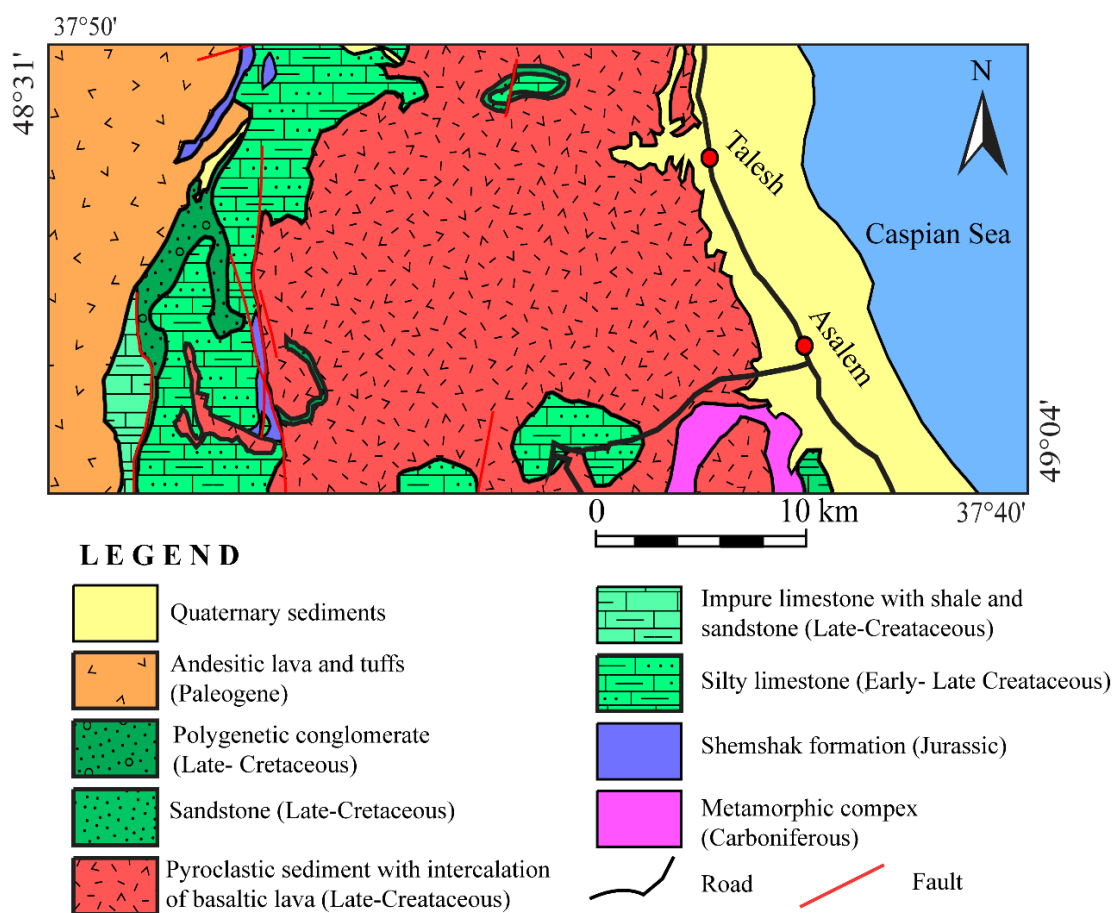 37°50'
48°31'
N
Talesh
Caspian Sea
Asalem
49°04'
0 10 km
37°40'
LEGEND
Quaternary sediments
Andesitic lava and tuffs
(Paleogene)
Polygenetic conglomerate
(Late- Cretaceous)
Sandstone (Late-Cretaceous)
Pyroclastic sediment with intercalation
of basaltic lava (Late-Creataceous)
Impure limestone with shale and
sandstone (Late-Creataceous)
Silty limestone (Early- Late Creataceous)
Shemshak formation (Jurassic)
Metamorphic compex
(Carboniferous)
Road
Fault